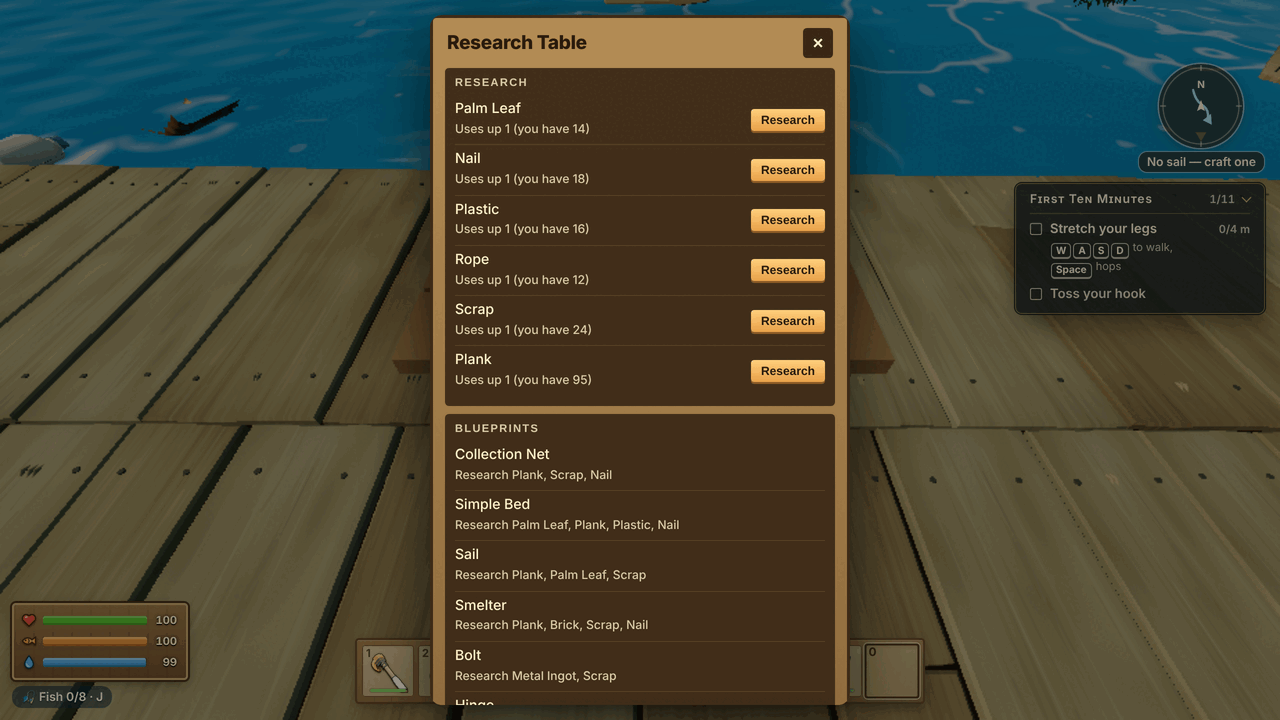 Research Table
×
RESEARCH
Palm Leaf
Uses up 1 (you have 14)
Research
Nail
Uses up 1 (you have 18)
Research
Plastic
Uses up 1 (you have 16)
Research
Rope
Uses up 1 (you have 12)
Research
Scrap
Uses up 1 (you have 24)
Research
Plank
Uses up 1 (you have 95)
Research
BLUEPRINTS
Collection Net
Research Plank, Scrap, Nail
Simple Bed
Research Palm Leaf, Plank, Plastic, Nail
Sail
Research Plank, Palm Leaf, Scrap
Smelter
Research Plank, Brick, Scrap, Nail
Bolt
Research Metal Ingot, Scrap
Hinge
N
No sail — craft one
First Ten Minutes 1/11
Stretch your legs 0/4 m
W A S D to walk,
Space hops
Toss your hook
100
100
99
Fish 0/8 · J
1
2
0